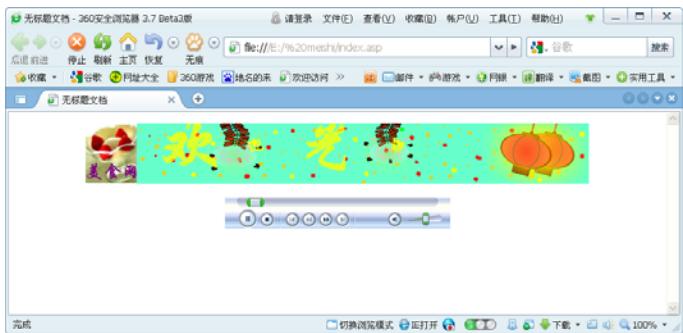 无标题文档 - 360安全浏览器 3.7 Beta3版 请登录 文件(F) 查看(V) 收藏(B) 帐户(U) 工具(T) 帮助(H)
后退 前进 停止 刷新 主页 恢复 无痕 file:///E:/%20meishi/index.asp 谷歌 搜索
收藏 谷歌 网址大全 360游戏 地名的来 欢迎访问 >> 邮件 游戏 网银 翻译 截图 实用工具
无标题文档
欢 光
美食网
完成 切换浏览模式 已打开 下载 100%